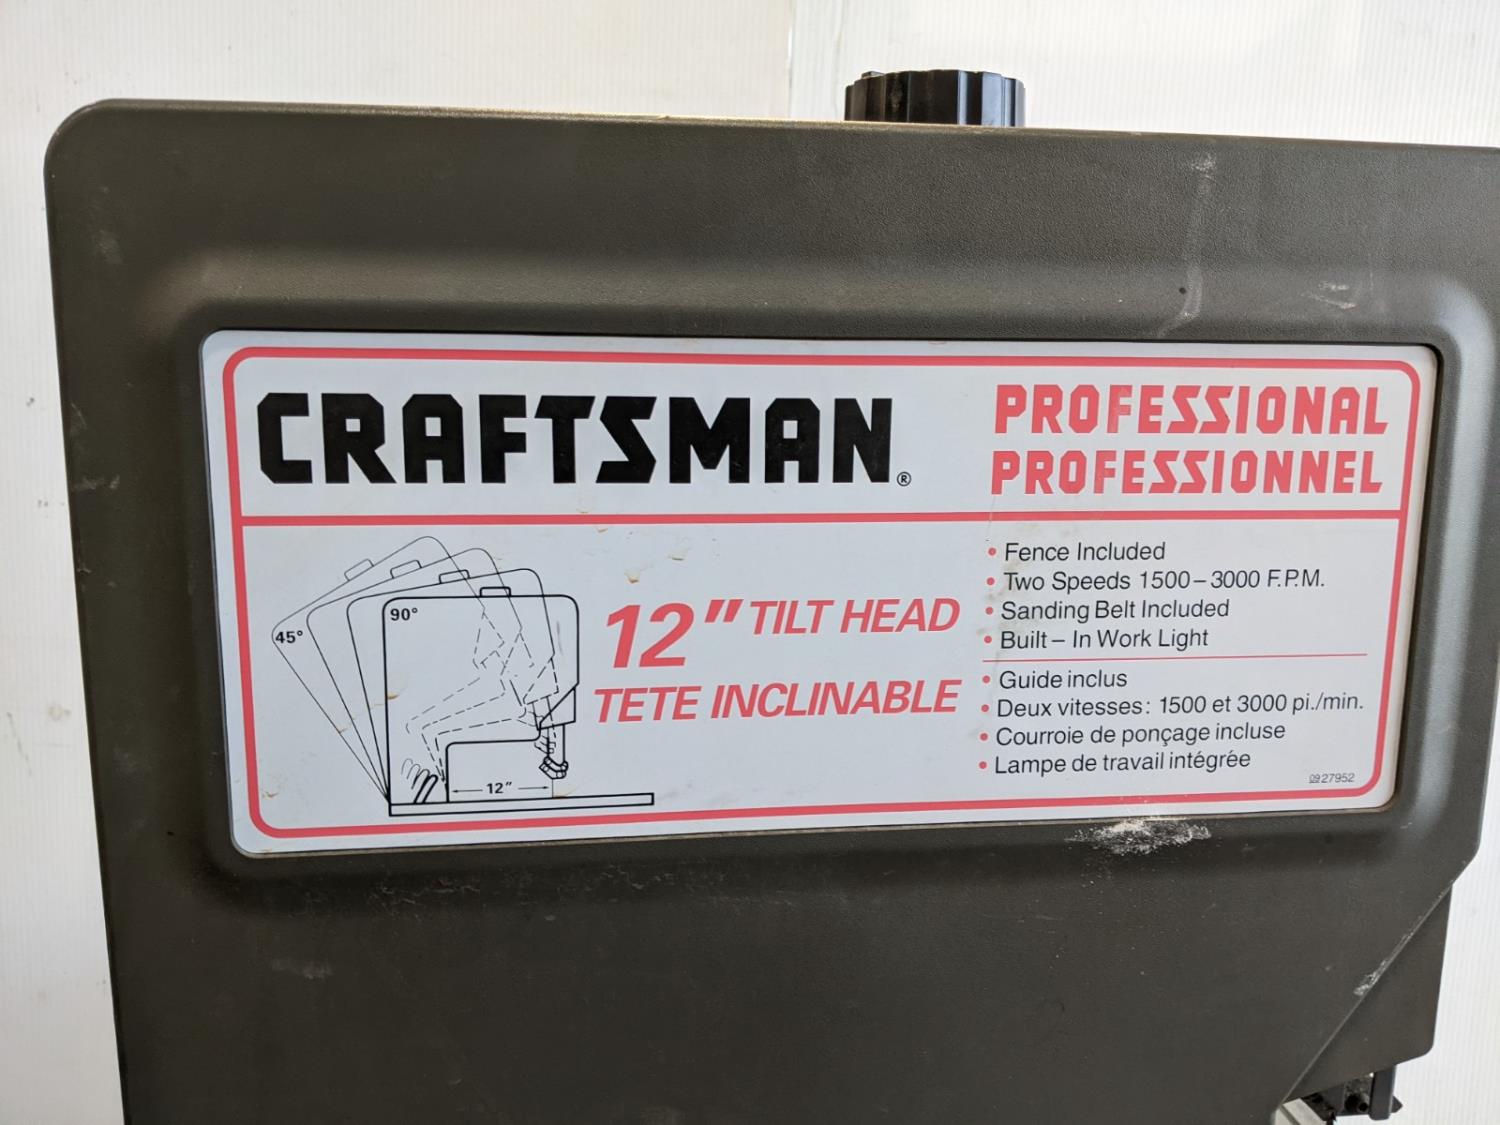 CRAFTSMAN®
PROFESSIONAL
PROFESSIONNEL
45°
90°
12"
12" TILT HEAD
TETE INCLINABLE
• Fence Included
• Two Speeds 1500–3000 F.P.M.
• Sanding Belt Included
• Built – In Work Light
• Guide inclus
• Deux vitesses: 1500 et 3000 pi./min.
• Courroie de ponçage incluse
• Lampe de travail intégrée
0927952